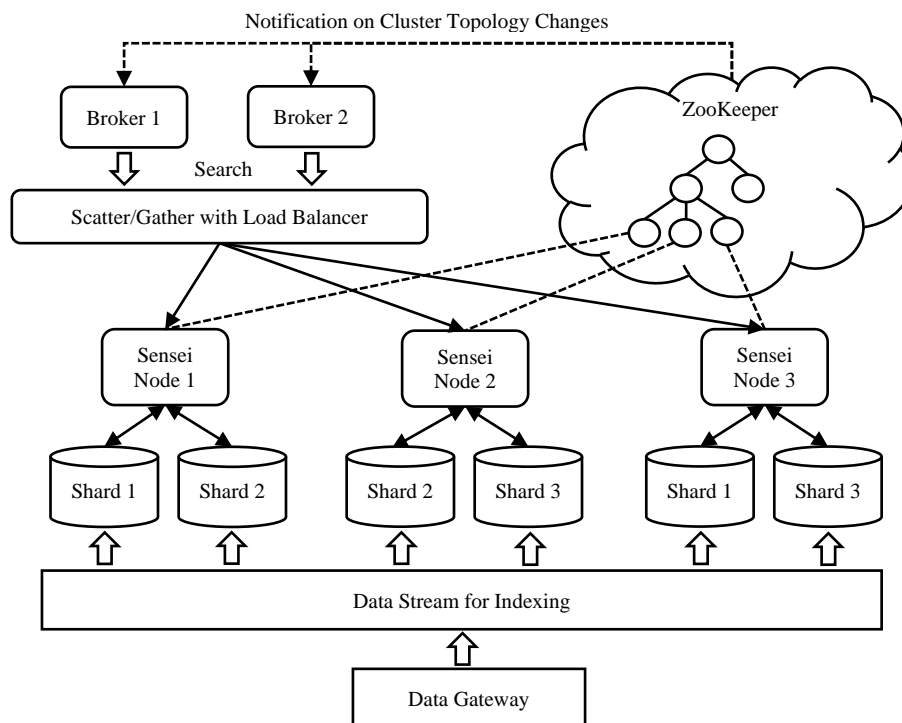 Notification on Cluster Topology Changes
Broker 1
Broker 2
ZooKeeper
Search
Scatter/Gather with Load Balancer
Sensei
Node 1
Sensei
Node 2
Sensei
Node 3
Shard 1
Shard 2
Shard 2
Shard 3
Shard 1
Shard 3
Data Stream for Indexing
Data Gateway